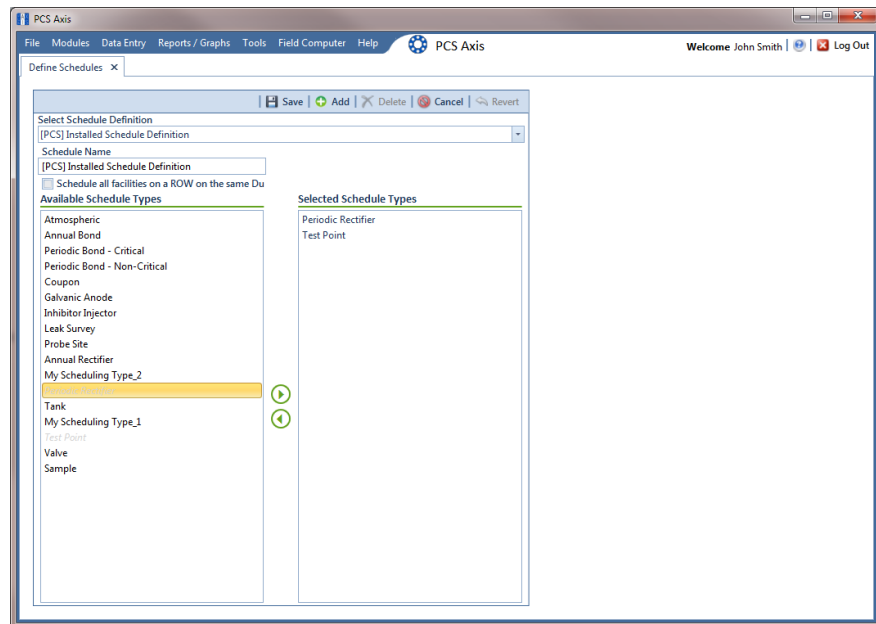 PCS Axis
File Modules Data Entry Reports / Graphs Tools Field Computer Help PCS Axis Welcome John Smith | | Log Out
Define Schedules X
| Save | Add | Delete | Cancel | Revert
Select Schedule Definition
[PCS] Installed Schedule Definition
Schedule Name
[PCS] Installed Schedule Definition
Schedule all facilities on a ROW on the same Du
Available Schedule Types Selected Schedule Types
Atmospheric Periodic Rectifier
Annual Bond Test Point
Periodic Bond - Critical
Periodic Bond - Non-Critical
Coupon
Galvanic Anode
Inhibitor Injector
Leak Survey
Probe Site
Annual Rectifier
My Scheduling Type_2
Tank
My Scheduling Type_1
Test Point
Valve
Sample